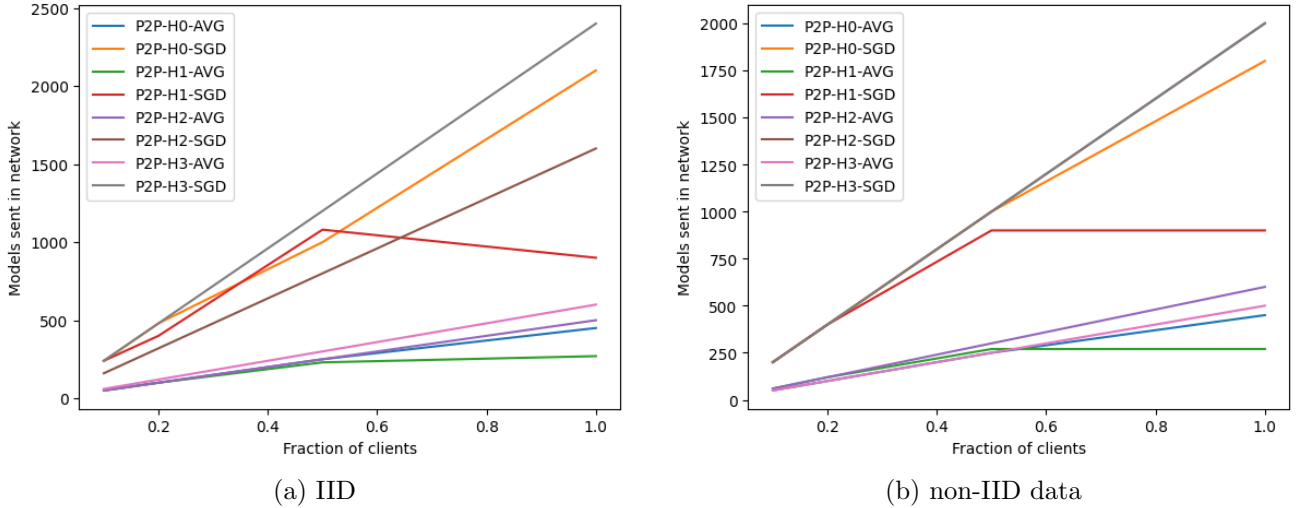 2500
2000
1500
1000
500
0
Models sent in network
P2P-H0-AVG
P2P-H0-SGD
P2P-H1-AVG
P2P-H1-SGD
P2P-H2-AVG
P2P-H2-SGD
P2P-H3-AVG
P2P-H3-SGD
0.2 0.4 0.6 0.8 1.0
Fraction of clients
(a) IID
2000
1750
1500
1250
1000
750
500
250
0
Models sent in network
P2P-H0-AVG
P2P-H0-SGD
P2P-H1-AVG
P2P-H1-SGD
P2P-H2-AVG
P2P-H2-SGD
P2P-H3-AVG
P2P-H3-SGD
0.2 0.4 0.6 0.8 1.0
Fraction of clients
(b) non-IID data